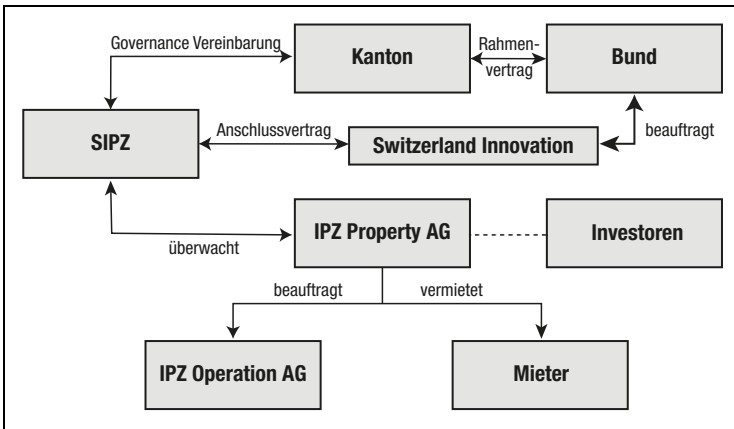 Governance Vereinbarung
Kanton
Rahmen-
vertrag
Bund
SIPZ
Anschlussvertrag
Switzerland Innovation
beauftragt
überwacht
IPZ Property AG
Investoren
beauftragt
vermietet
IPZ Operation AG
Mieter